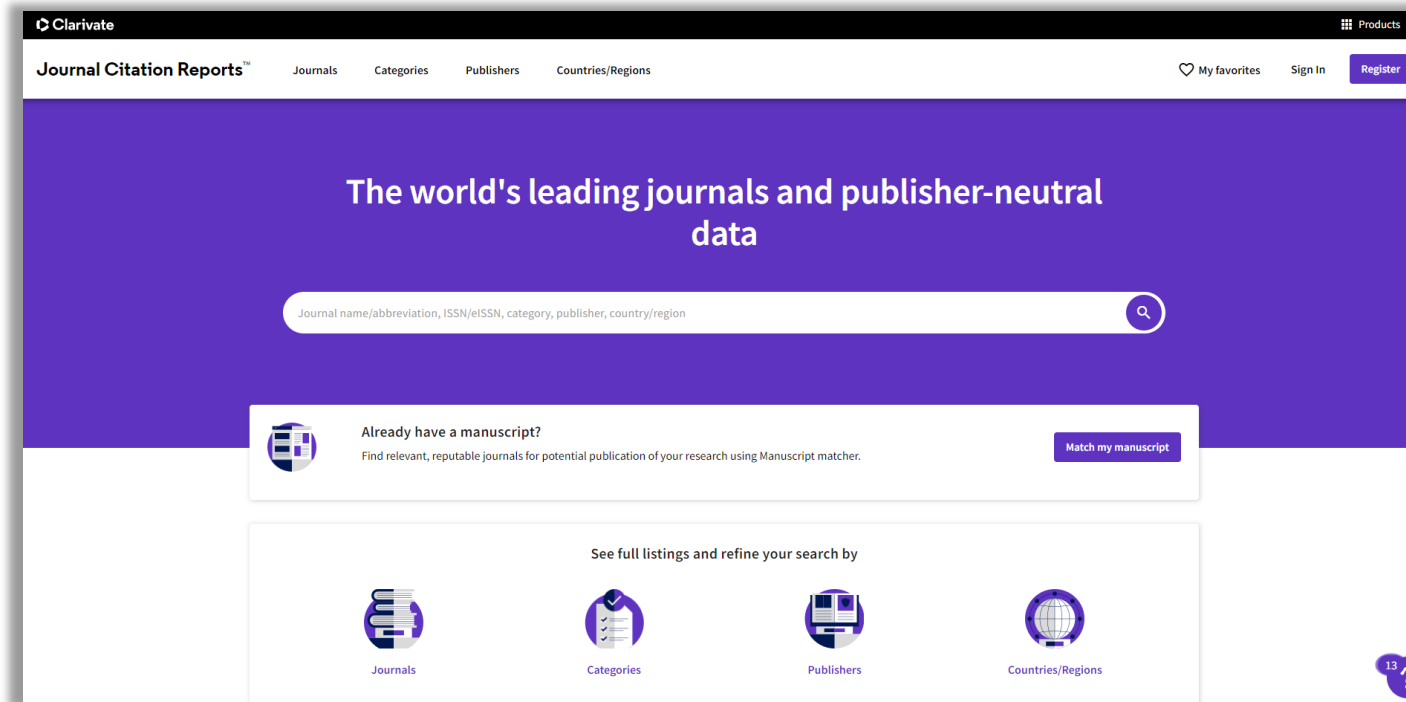 Clarivate
Products
Journal Citation Reports™
Journals
Categories
Publishers
Countries/Regions
My favorites
Sign In
Register
The world's leading journals and publisher-neutral
data
Journal name/abbreviation, ISSN/eISSN, category, publisher, country/region
Already have a manuscript?
Find relevant, reputable journals for potential publication of your research using Manuscript matcher.
Match my manuscript
See full listings and refine your search by
Journals
Categories
Publishers
Countries/Regions
13